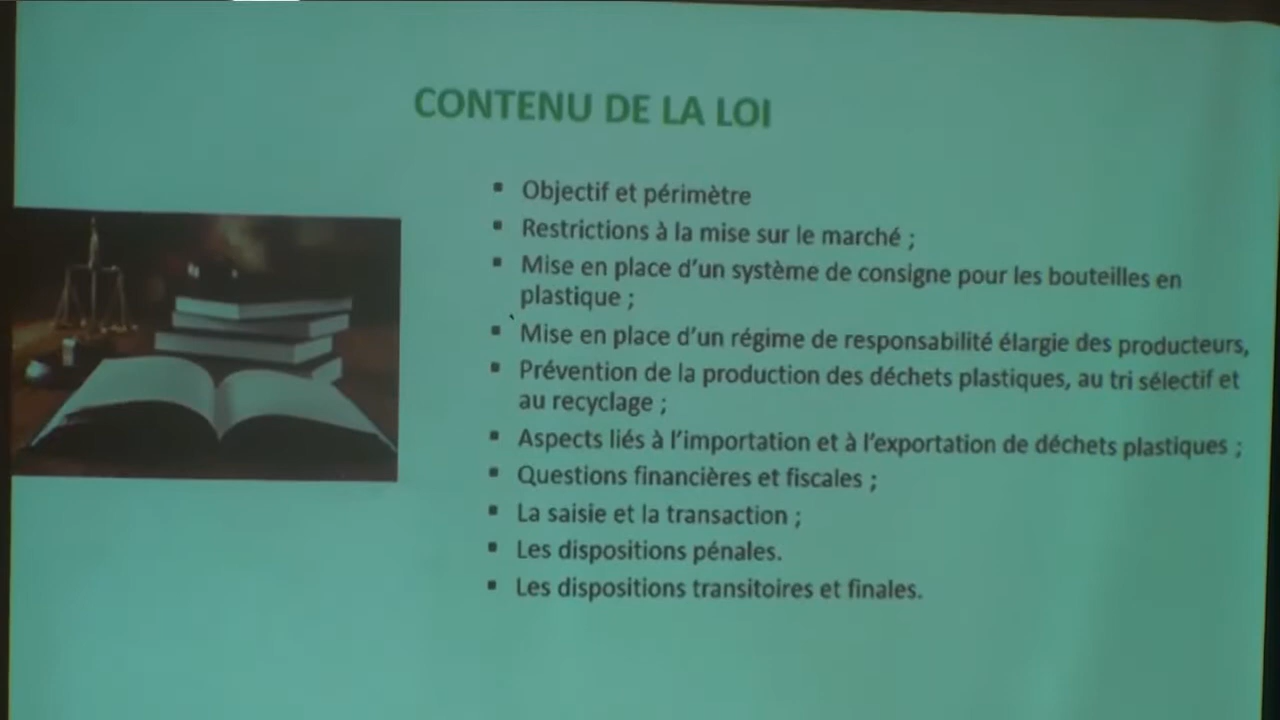 CONTENU DE LA LOI
▪ Objectif et périmètre
▪ Restrictions à la mise sur le marché ;
▪ Mise en place d'un système de consigne pour les bouteilles en
plastique ;
▪ Mise en place d'un régime de responsabilité élargie des producteurs,
▪ Prévention de la production des déchets plastiques, au tri sélectif et
au recyclage ;
▪ Aspects liés à l'importation et à l'exportation de déchets plastiques ;
▪ Questions financières et fiscales ;
▪ La saisie et la transaction ;
▪ Les dispositions pénales.
▪ Les dispositions transitoires et finales.